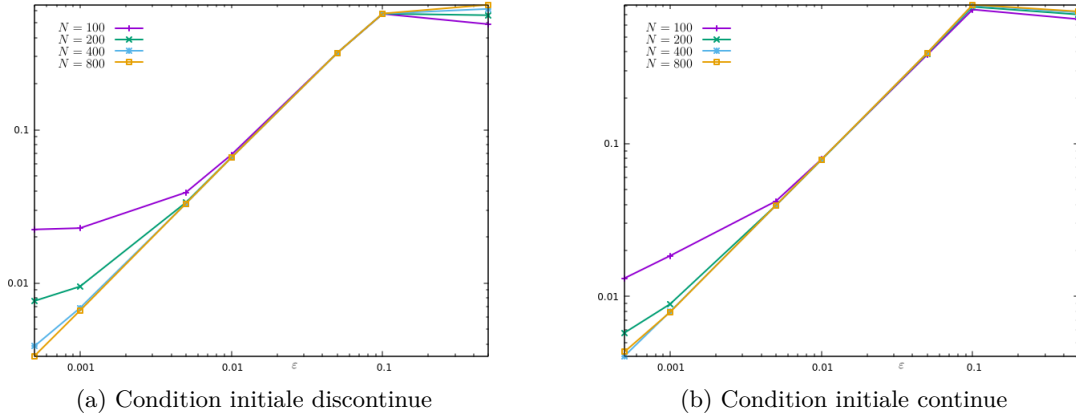 N = 100
N = 200
N = 400
N = 800
0.1
0.01
0.001
0.01
0.1
ε
(a) Condition initiale discontinue
N = 100
N = 200
N = 400
N = 800
0.1
0.01
0.001
0.01
0.1
ε
(b) Condition initiale continue